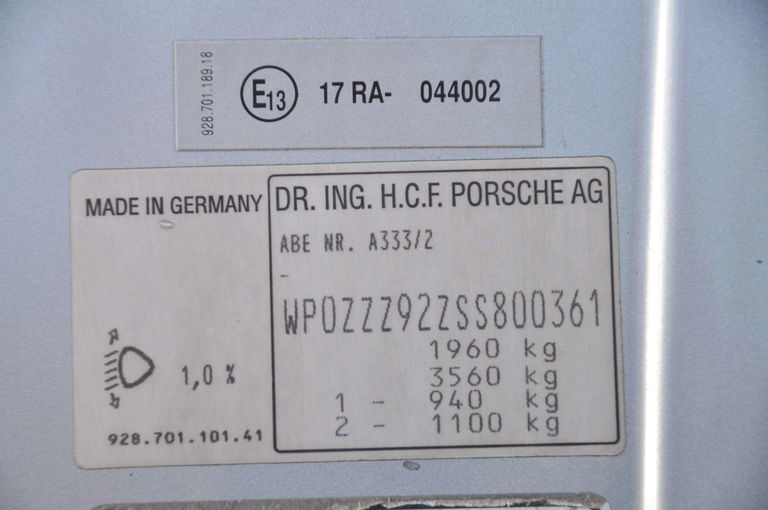 928.701.189.18
E13 17 RA- 044002
MADE IN GERMANY
DR. ING. H.C.F. PORSCHE AG
ABE NR. A333/2
-
WP0ZZZ92ZSS800361
1960 kg
3560 kg
1 - 940 kg
2 - 1100 kg
1,0 %
928.701.101.41